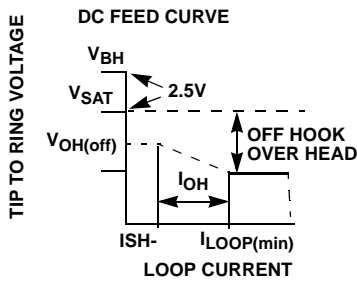 DC FEED CURVE
TIP TO RING VOLTAGE
VBH
2.5V
VSAT
VOH(off)
OFF HOOK
OVER HEAD
IOH
ISH-
ILOOP(min)
LOOP CURRENT